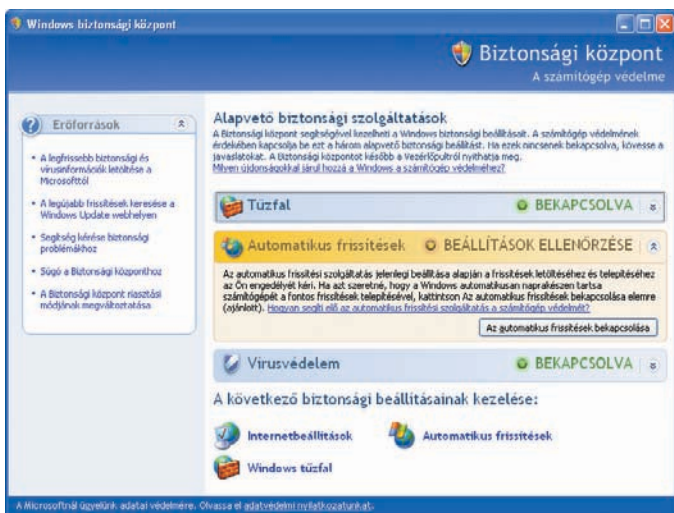 Windows biztonsági központ
Biztonsági központ
A számítógép védelme
Erőforrások
• A legfrissebb biztonsági és
vírusinformációk letöltése a
Microsofttól
• A legújabb frissítések keresése a
Windows Update webhelyen
• Segítség kérése biztonsági
problémákhoz
• Súgó a Biztonsági központhoz
• A Biztonsági központ riasztási
módjának megváltoztatása
Alapvető biztonsági szolgáltatások
A Biztonsági központ segítségével kezelheti a Windows biztonsági beállításait. A számítógép védelmének
érdekében kapcsolja be ezt a három alapvető biztonsági beállítást. Ha ezek nincsenek bekapcsolva, kövesse a
javaslatokat. A Biztonsági központot később a Vezérlőpultról nyithatja meg.
Milyen újdonságokkal járul hozzá a Windows a számítógép védelméhez?
Tűzfal BEKAPCSOLVA
Automatikus frissítések BEÁLLÍTÁSOK ELLENŐRZÉSE
Az automatikus frissítési szolgáltatás jelenlegi beállítása alapján a frissítések letöltéséhez és telepítéséhez
az Ön engedélyét kéri. Ha azt szeretné, hogy a Windows automatikusan naprakészen tartsa
számítógépét a fontos frissítések telepítésével, kattintson Az automatikus frissítések bekapcsolása elemre
(ajánlott). Hogyan segíti elő az automatikus frissítési szolgáltatás a számítógép védelmét?
Az automatikus frissítések bekapcsolása
Vírusvédelem BEKAPCSOLVA
A következő biztonsági beállításainak kezelése:
Internetbeállítások
Automatikus frissítések
Windows tűzfal
A Microsoftnál ügyelünk adatai védelmére. Olvassa el adatvédelmi nyilatkozatunkat.